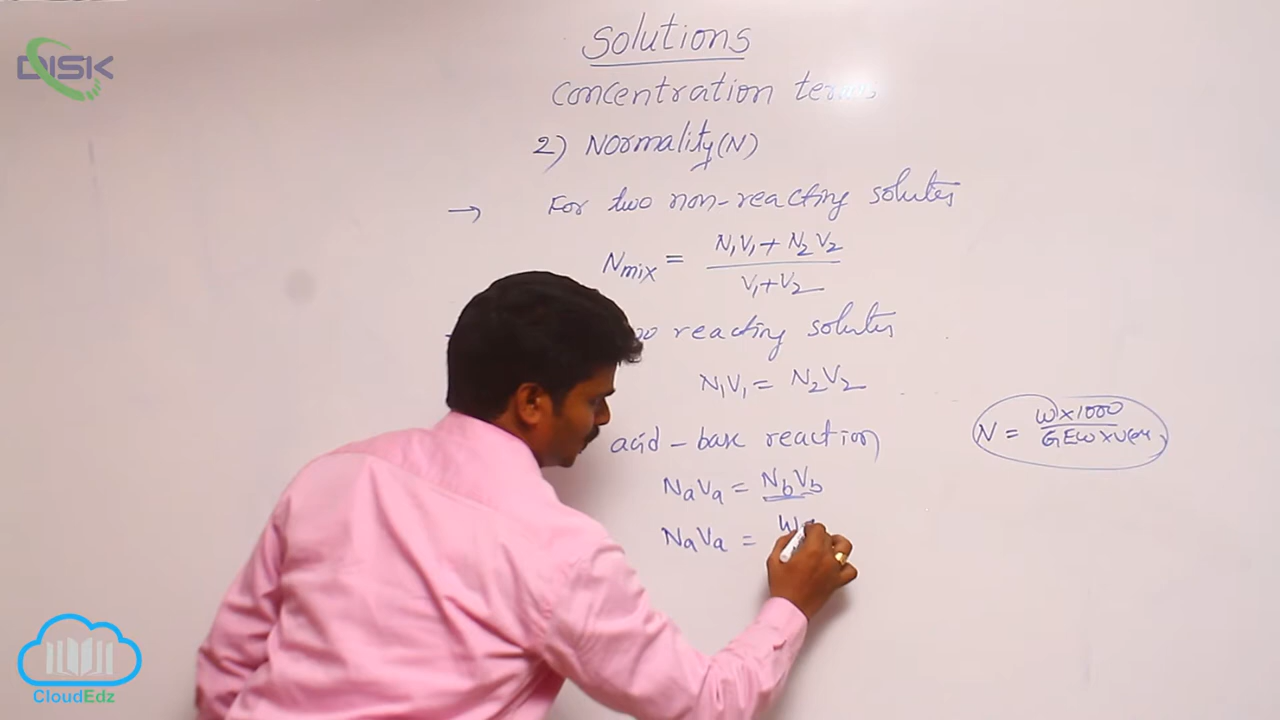 DISK
Solutions
Concentration terms
2) Normality (N)
→ For two non-reacting solutes
Nmix = N₁V₁ + N₂V₂ / V₁+V₂
reacting solutes
N₁V₁ = N₂V₂
acid-base reaction
NaVa = NbVb
NaVa = W
N = W×1000 / GEW×V(ml)
CloudEdz